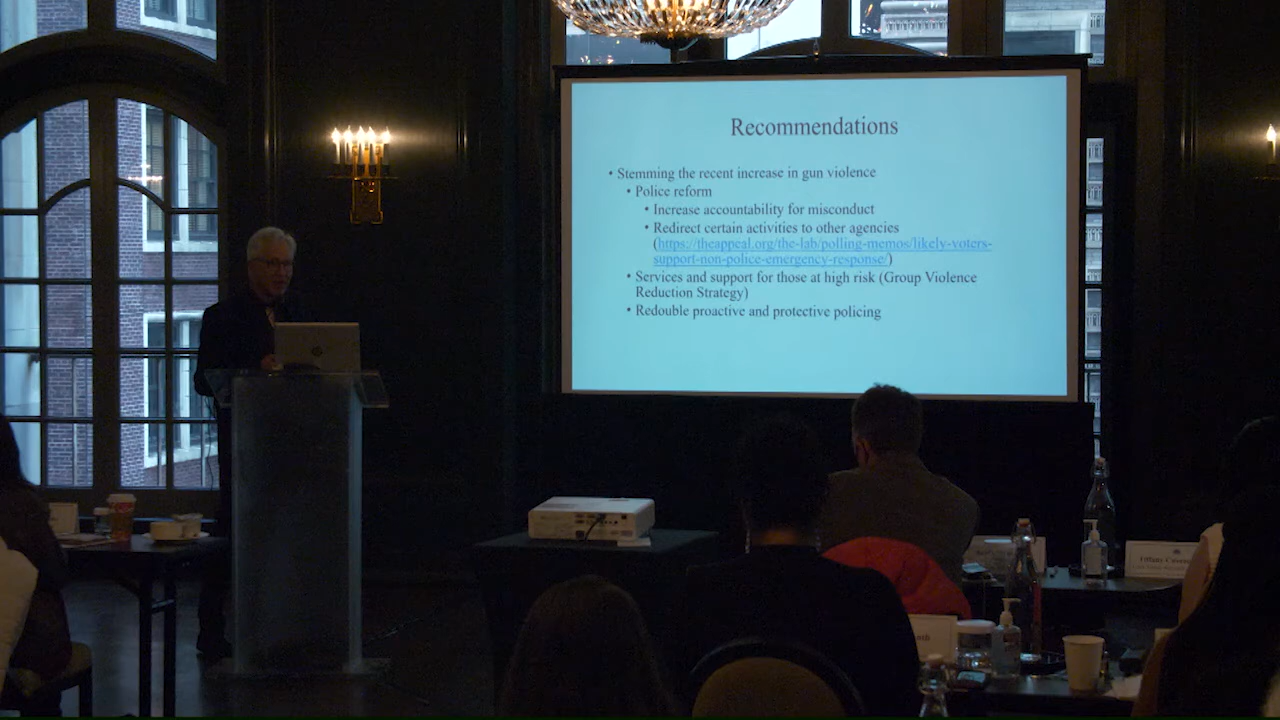 Recommendations
• Stemming the recent increase in gun violence
• Police reform
• Increase accountability for misconduct
• Redirect certain activities to other agencies
(https://theappeal.org/the-lab/polling-memos/likely-voters-
support-non-police-emergency-response/)
• Services and support for those at high risk (Group Violence
Reduction Strategy)
• Redouble proactive and protective policing